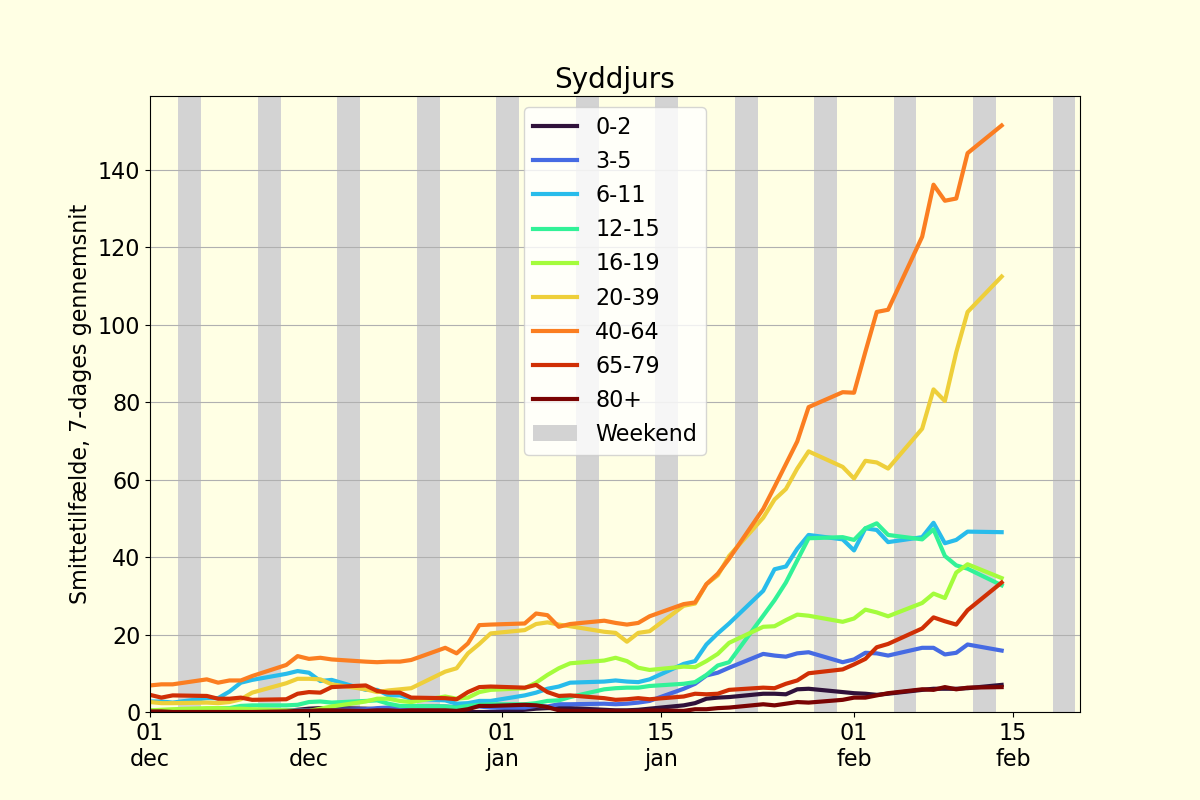 Syddjurs
Smittetilfælde, 7-dages gennemsnit
140
120
100
80
60
40
20
0
0-2
3-5
6-11
12-15
16-19
20-39
40-64
65-79
80+
Weekend
01
dec
15
dec
01
jan
15
jan
01
feb
15
feb